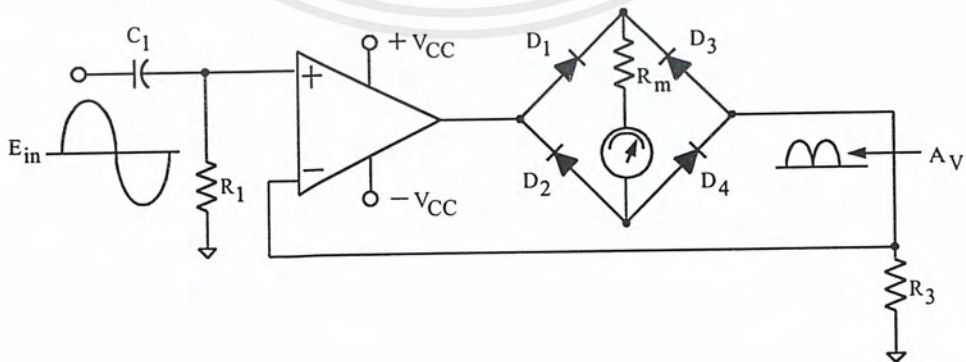 C1
+ VCC
D1
D3
Rm
+
Ein
R1
−
− VCC
D2
D4
AV
R3